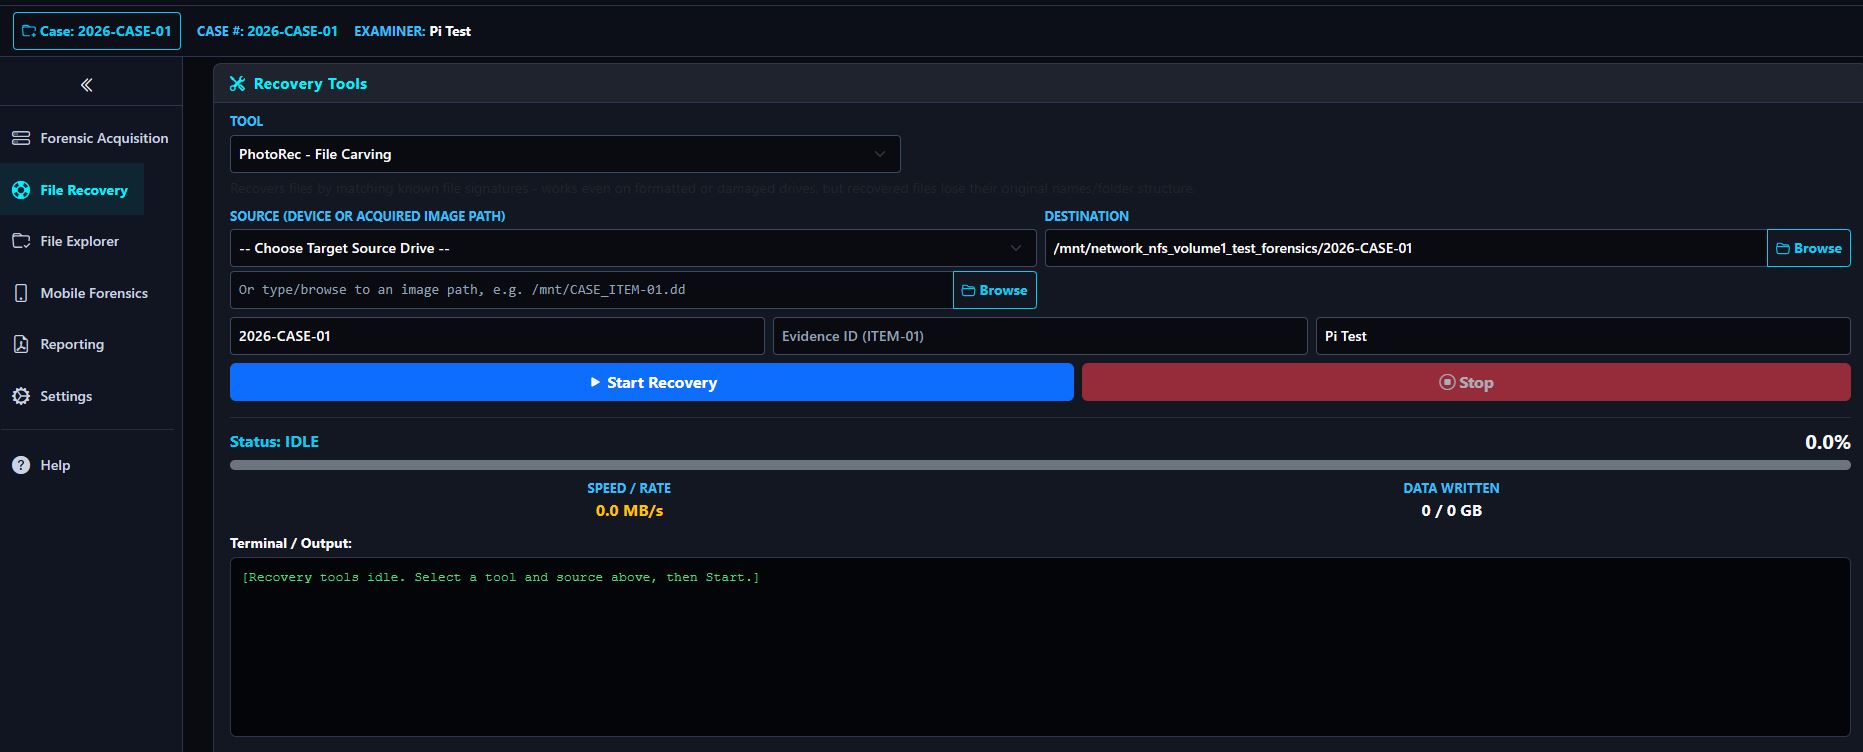 Case: 2026-CASE-01 CASE #: 2026-CASE-01 EXAMINER: Pi Test
Forensic Acquisition
File Recovery
File Explorer
Mobile Forensics
Reporting
Settings
Help
Recovery Tools
TOOL
PhotoRec - File Carving
Recovers files by matching known file signatures - works even on formatted or damaged drives, but recovered files lose their original names/folder structure.
SOURCE (DEVICE OR ACQUIRED IMAGE PATH) DESTINATION
-- Choose Target Source Drive -- /mnt/network_nfs_volume1_test_forensics/2026-CASE-01 Browse
Or type/browse to an image path, e.g. /mnt/CASE_ITEM-01.dd Browse
2026-CASE-01 Evidence ID (ITEM-01) Pi Test
Start Recovery Stop
Status: IDLE 0.0%
SPEED / RATE DATA WRITTEN
0.0 MB/s 0 / 0 GB
Terminal / Output:
[Recovery tools idle. Select a tool and source above, then Start.]